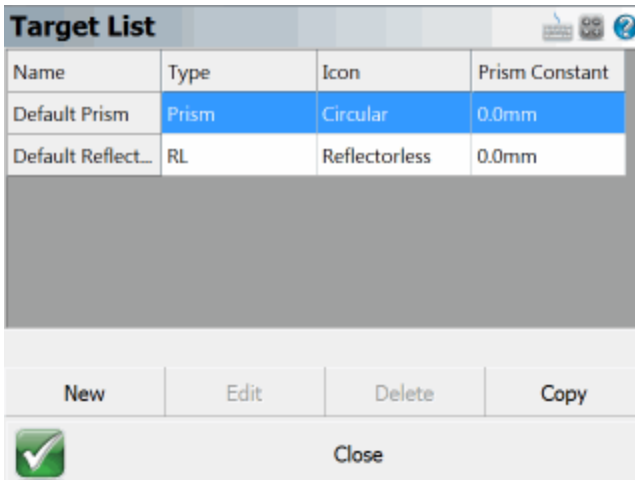 Target List
Name Type Icon Prism Constant
Default Prism Prism Circular 0.0mm
Default Reflect... RL Reflectorless 0.0mm
New Edit Delete Copy
Close